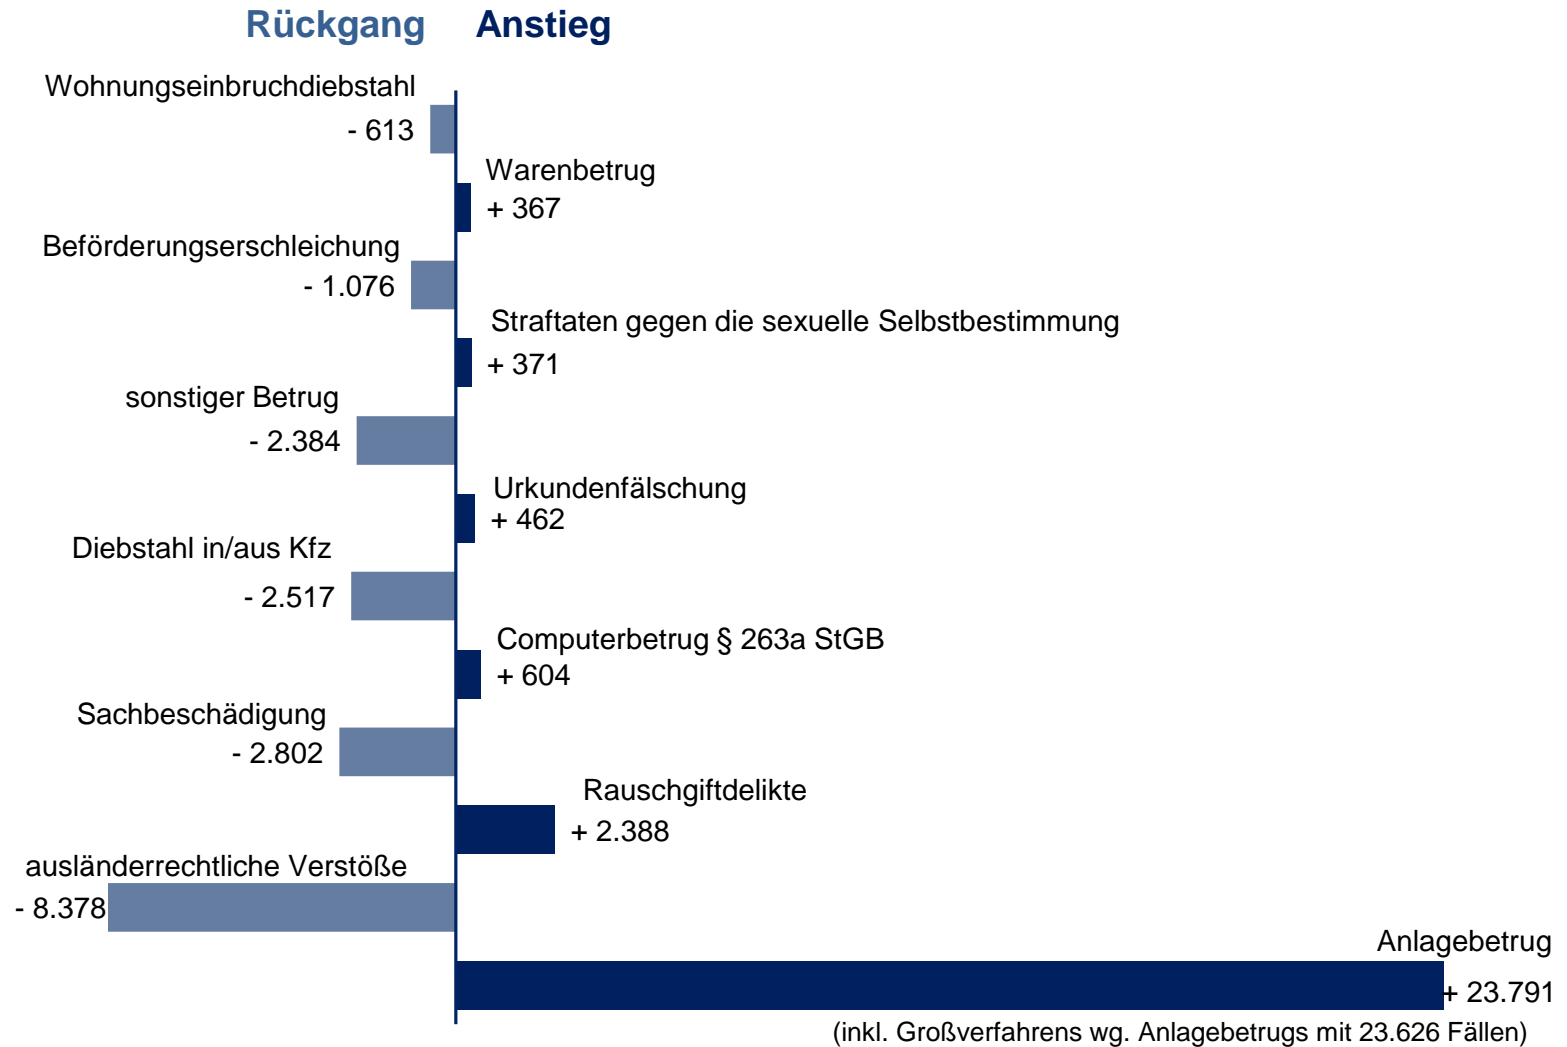 Rückgang Anstieg
Wohnungseinbruchdiebstahl
- 613
Warenbetrug
+ 367
Beförderungserschleichung
- 1.076
Straftaten gegen die sexuelle Selbstbestimmung
+ 371
sonstiger Betrug
- 2.384
Urkundenfälschung
+ 462
Diebstahl in/aus Kfz
- 2.517
Computerbetrug § 263a StGB
+ 604
Sachbeschädigung
- 2.802
Rauschgiftdelikte
+ 2.388
ausländerrechtliche Verstöße
- 8.378
Anlagebetrug
+ 23.791
(inkl. Großverfahrens wg. Anlagebetrugs mit 23.626 Fällen)